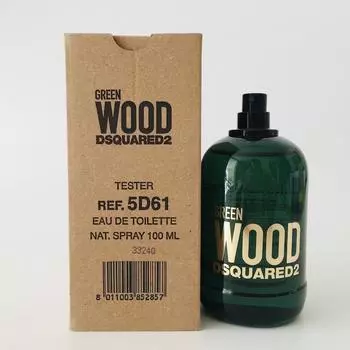 GREEN
WOOD
DSQUARED2
TESTER
REF. 5D61
EAU DE TOILETTE
NAT. SPRAY 100 ML
33240
8 011003 852857
GREEN
WOOD
DSQUARED2